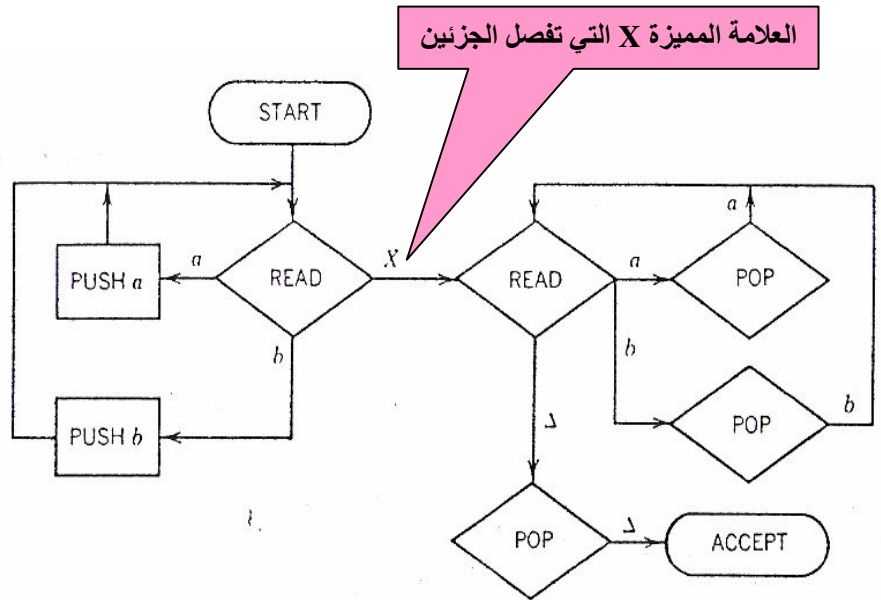 العلامة المميزة X التي تفصل الجزئين
START
a
PUSH a
a
READ
X
READ
a
POP
b
b
PUSH b
POP
b
Δ
POP
Δ
ACCEPT